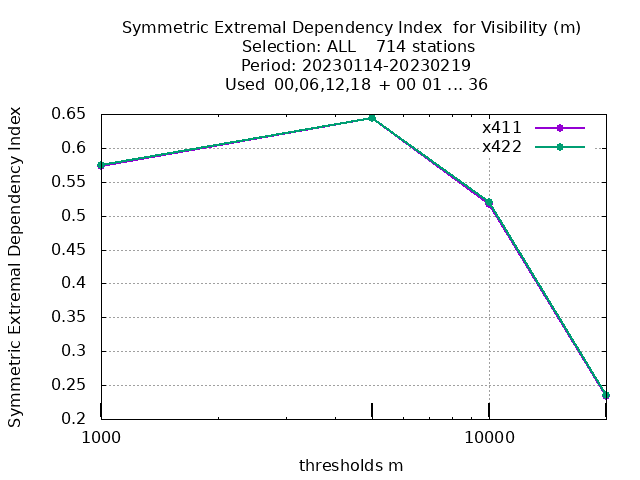 Symmetric Extremal Dependency Index  for Visibility (m)
Selection: ALL    714 stations
Period: 20230114-20230219
Used  00,06,12,18 + 00 01 ... 36
Symmetric Extremal Dependency Index
0.65
0.6
0.55
0.5
0.45
0.4
0.35
0.3
0.25
0.2
x411
x422
1000
10000
thresholds m